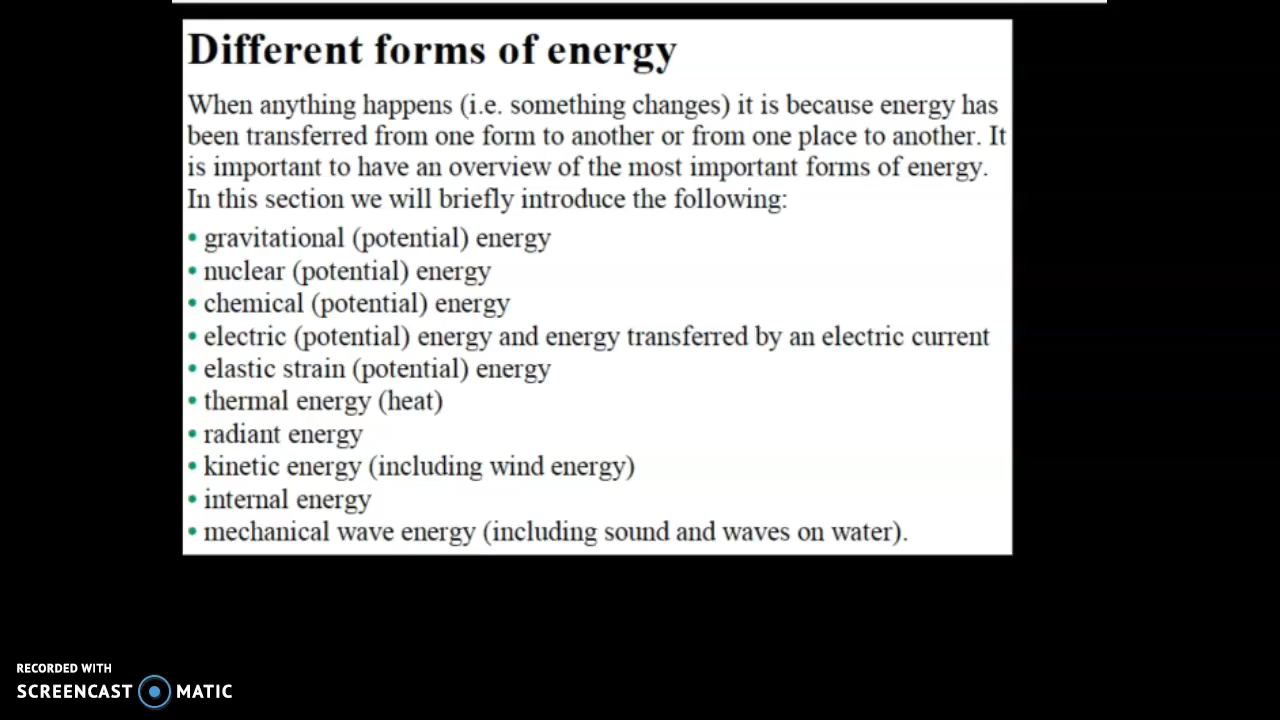 Different forms of energy
When anything happens (i.e. something changes) it is because energy has
been transferred from one form to another or from one place to another. It
is important to have an overview of the most important forms of energy.
In this section we will briefly introduce the following:
• gravitational (potential) energy
• nuclear (potential) energy
• chemical (potential) energy
• electric (potential) energy and energy transferred by an electric current
• elastic strain (potential) energy
• thermal energy (heat)
• radiant energy
• kinetic energy (including wind energy)
• internal energy
• mechanical wave energy (including sound and waves on water).
RECORDED WITH
SCREENCAST MATIC